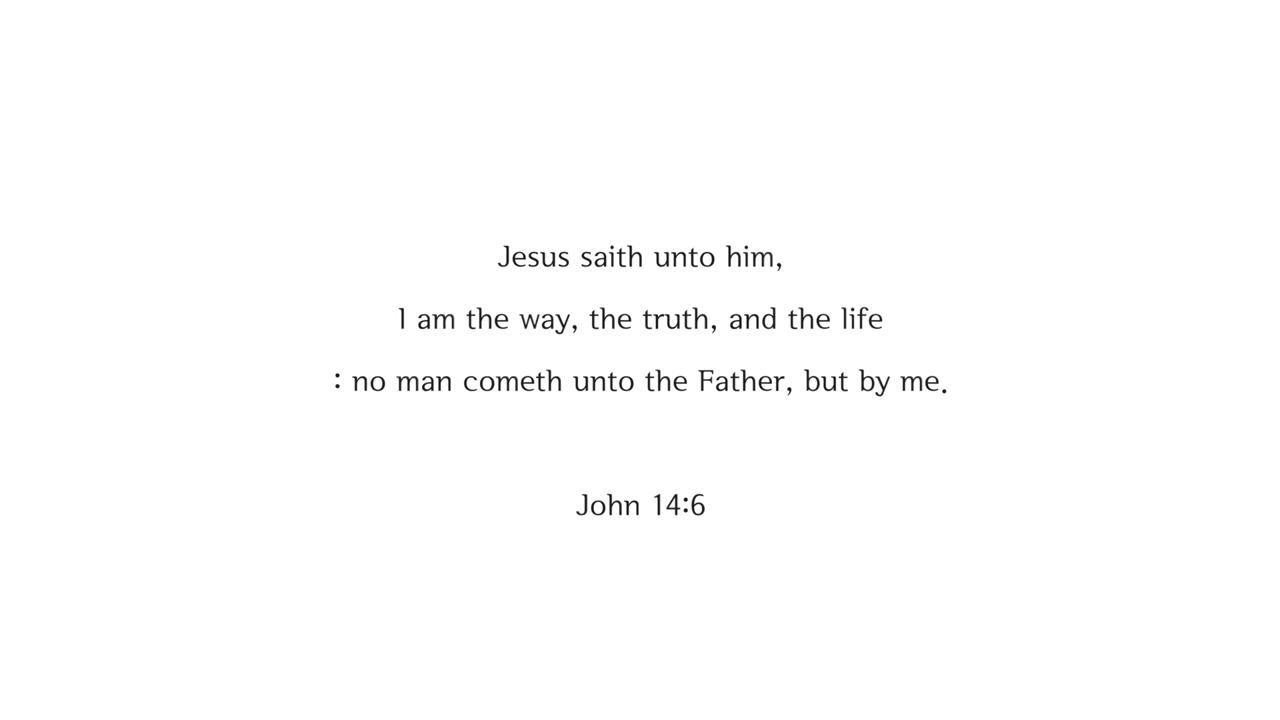 Jesus saith unto him,
I am the way, the truth, and the life
: no man cometh unto the Father, but by me.
John 14:6